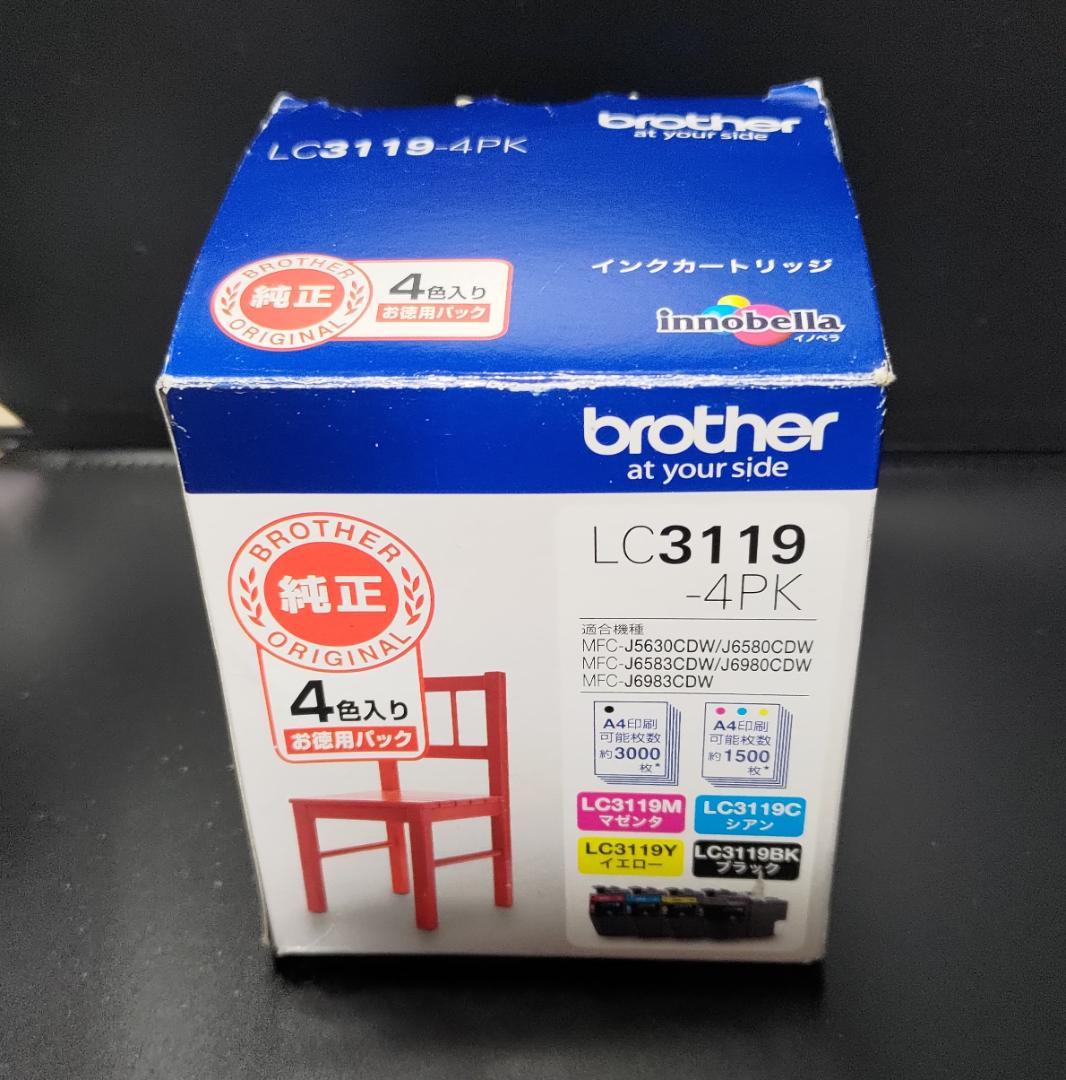 LC3119-4PK
brother
at your side
BROTHER
純正
ORIGINAL
4色入り
お徳用パック
インクカートリッジ
innobella
イノベラ
brother
at your side
BROTHER
純正
ORIGINAL
4色入り
お徳用パック
LC3119
-4PK
適合機種
MFC-J5630CDW/J6580CDW
MFC-J6583CDW/J6980CDW
MFC-J6983CDW
A4印刷
可能枚数
約3000
枚*
A4印刷
可能枚数
約1500
枚*
LC3119M
マゼンタ
LC3119C
シアン
LC3119Y
イエロー
LC3119BK
ブラック